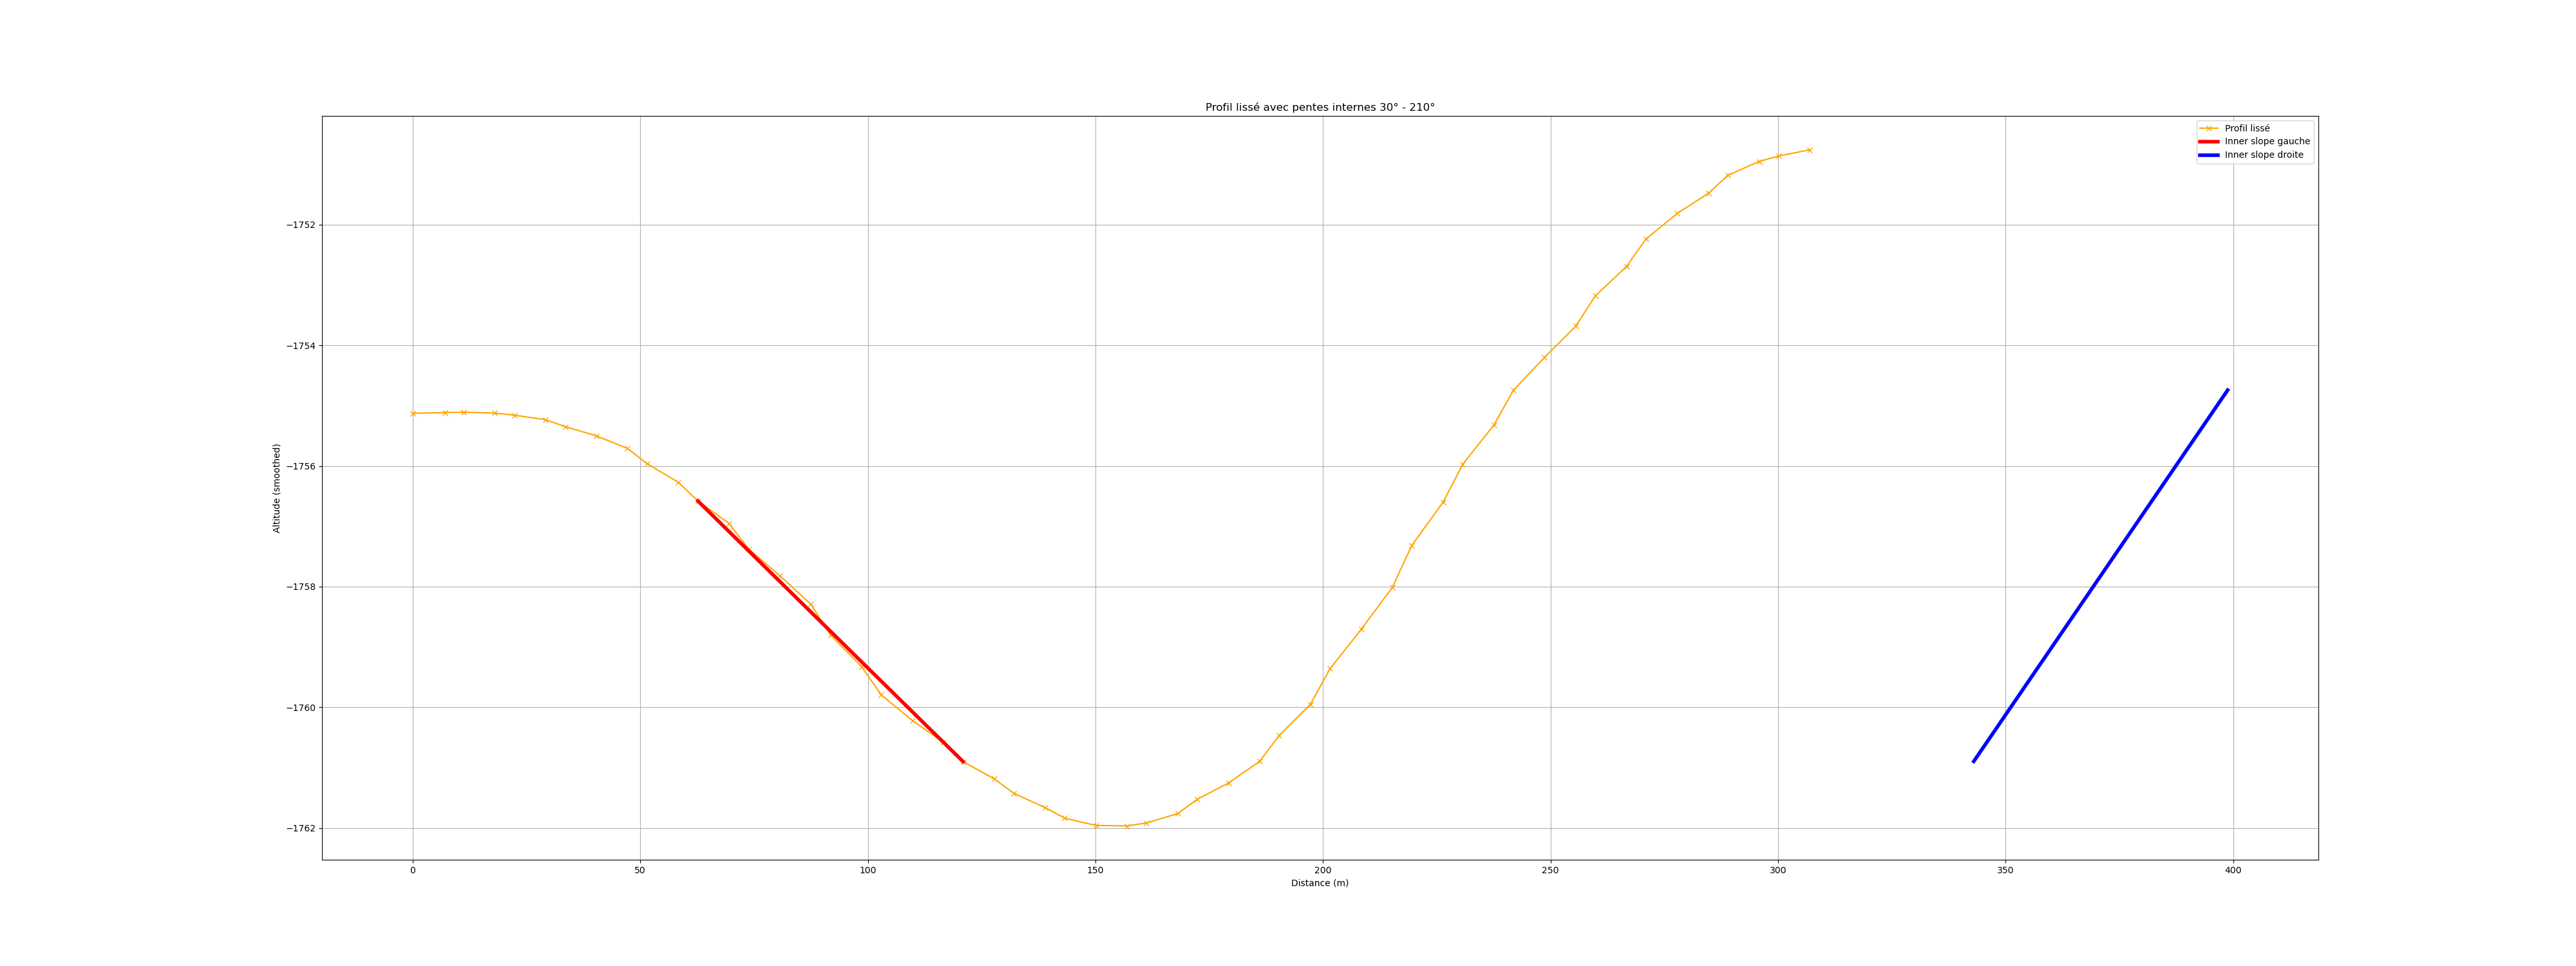 Profil lissé avec pentes internes 30° - 210°
Profil lissé
Inner slope gauche
Inner slope droite
Altitude (smoothed)
−1752
−1754
−1756
−1758
−1760
−1762
0
50
100
150
200
250
300
350
400
Distance (m)